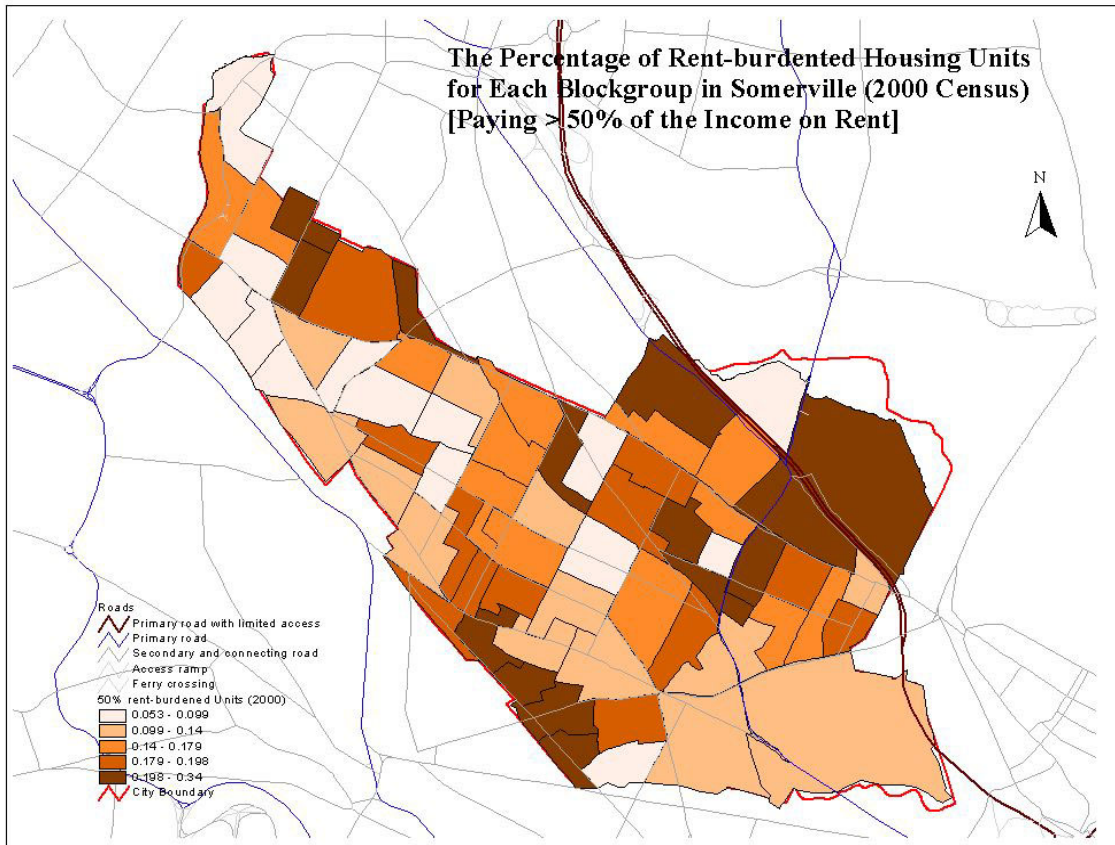 The Percentage of Rent-burdented Housing Units
for Each Blockgroup in Somerville (2000 Census)
[Paying > 50% of the Income on Rent]
N
Roads
Primary road with limited access
Primary road
Secondary and connecting road
Access ramp
Ferry crossing
50% rent-burdened Units (2000)
0.053 - 0.099
0.099 - 0.14
0.14 - 0.179
0.179 - 0.198
0.198 - 0.34
City Boundary